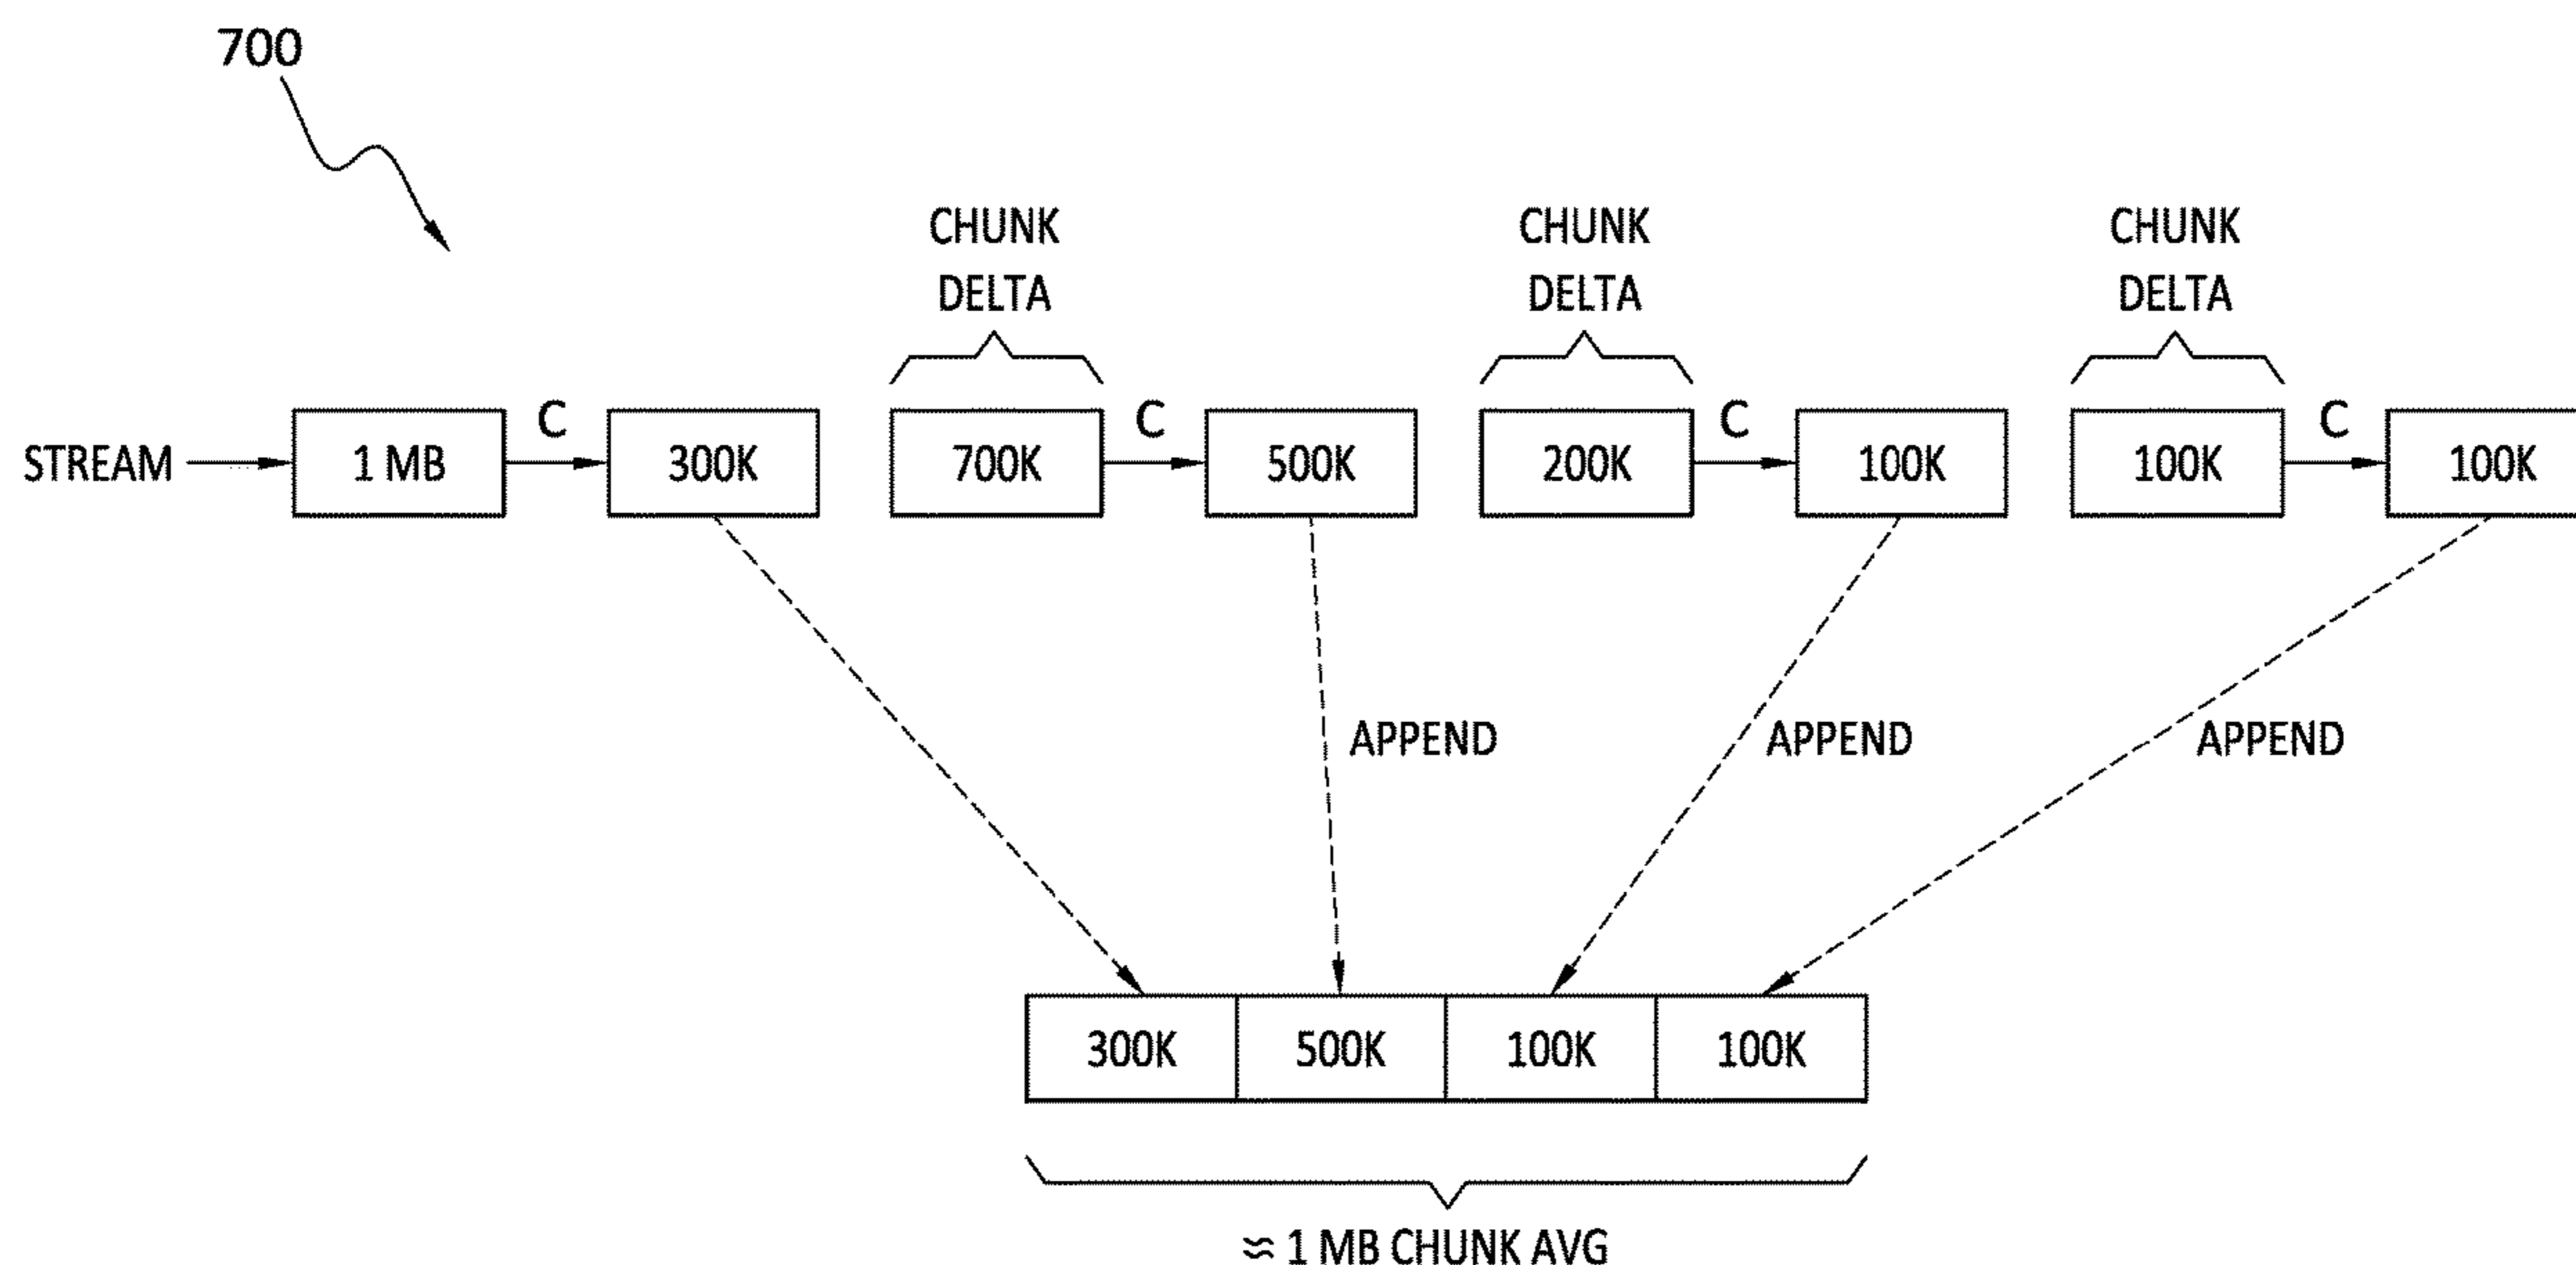 700
CHUNK DELTA
CHUNK DELTA
CHUNK DELTA
STREAM 1 MB C 300K 700K C 500K 200K C 100K 100K C 100K
APPEND APPEND APPEND
300K 500K 100K 100K
≈ 1 MB CHUNK AVG